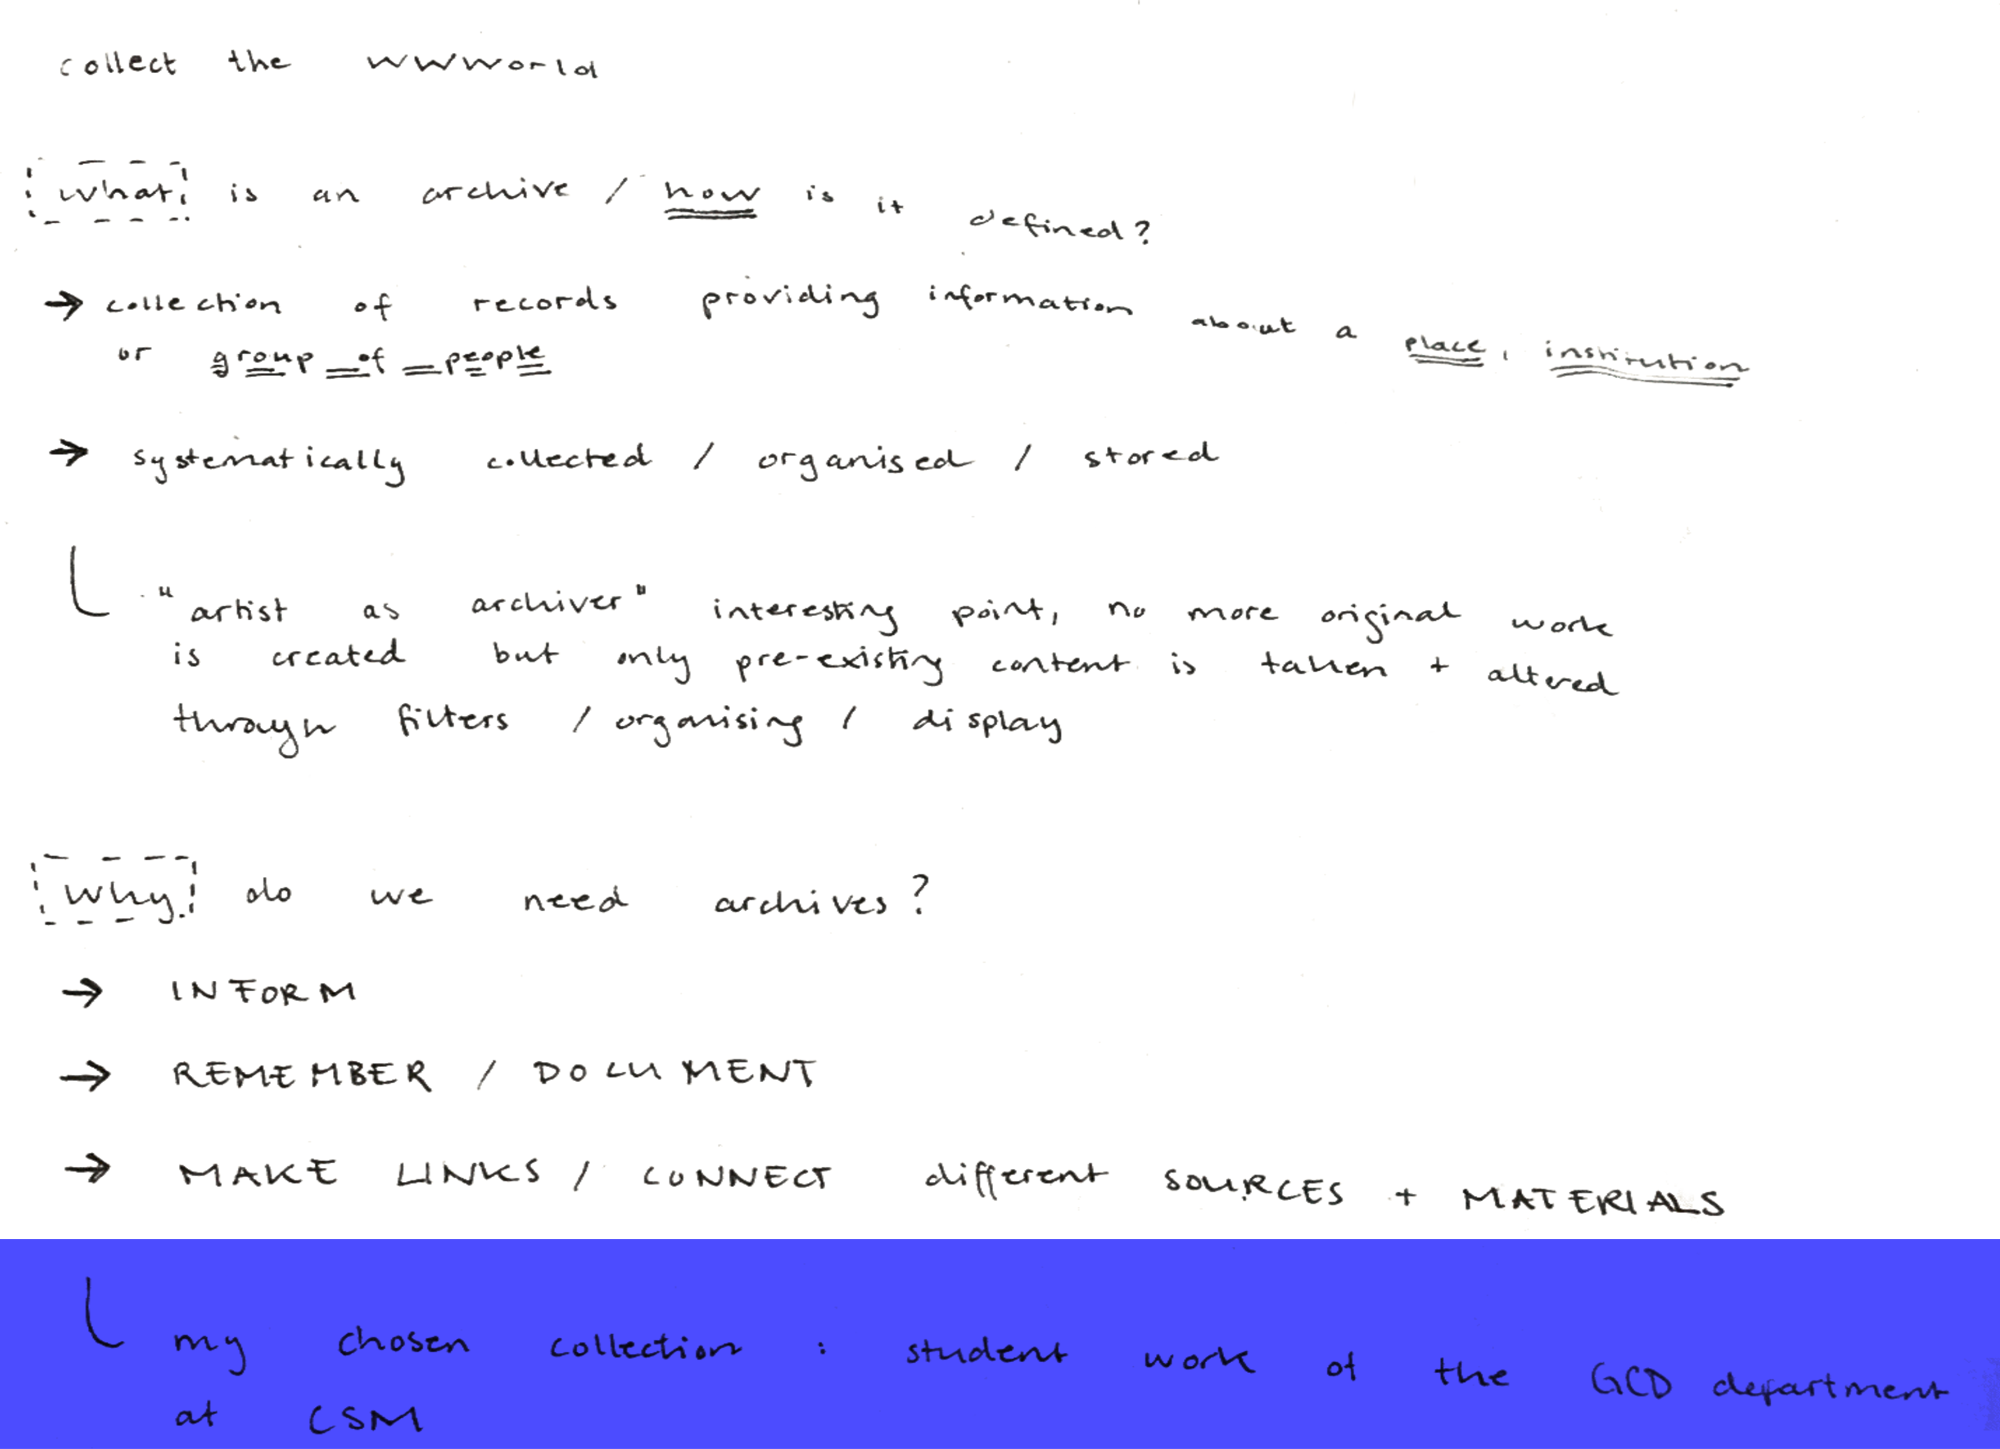 collect the wwworld
what is an archive / how is it defined?
→ collection of records providing information about a place, institution
or group of people
→ systematically collected / organised / stored
"artist as archiver" interesting point, no more original work
is created but only pre-existing content is taken + altered
through filters / organising / display
why do we need archives?
→ INFORM
→ REMEMBER / DOCUMENT
→ MAKE LINKS / CONNECT different SOURCES + MATERIALS
my chosen collection : student work of the GCD department
at CSM